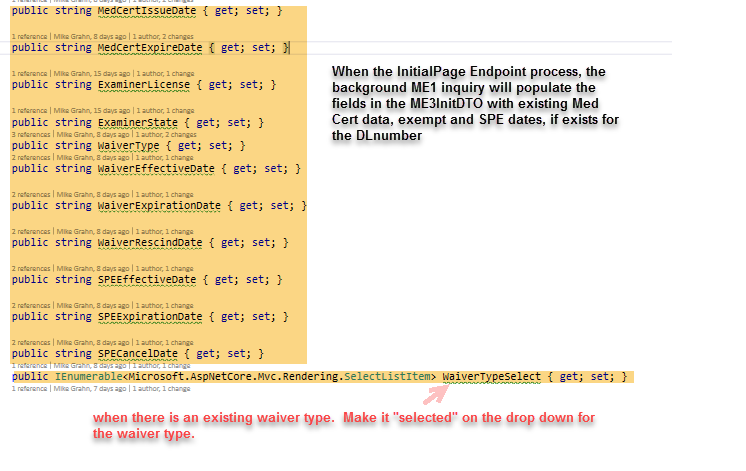 public string MedCertIssueDate { get; set; }
1 reference | Mike Grahn, 8 days ago | 1 author, 2 changes
public string MedCertExpireDate { get; set; }
1 reference | Mike Grahn, 15 days ago | 1 author, 1 change
public string ExaminerLicense { get; set; }
1 reference | Mike Grahn, 15 days ago | 1 author, 1 change
public string ExaminerState { get; set; }
3 references | Mike Grahn, 8 days ago | 1 author, 2 changes
public string WaiverType { get; set; }
2 references | Mike Grahn, 8 days ago | 1 author, 1 change
public string WaiverEffectiveDate { get; set; }
2 references | Mike Grahn, 8 days ago | 1 author, 1 change
public string WaiverExpirationDate { get; set; }
2 references | Mike Grahn, 8 days ago | 1 author, 1 change
public string WaiverRescindDate { get; set; }
2 references | Mike Grahn, 8 days ago | 1 author, 1 change
public string SPEEffectiveDate { get; set; }
2 references | Mike Grahn, 8 days ago | 1 author, 1 change
public string SPEExpirationDate { get; set; }
2 references | Mike Grahn, 8 days ago | 1 author, 1 change
public string SPECancelDate { get; set; }
1 reference | Mike Grahn, 8 days ago | 1 author, 1 change
public IEnumerable<Microsoft.AspNetCore.Mvc.Rendering.SelectListItem> WaiverTypeSelect { get; set; }
1 reference | Mike Grahn, 7 days ago | 1 author, 1 change
When the InitialPage Endpoint process, the
background ME1 inquiry will populate the
fields in the ME3InitDTO with existing Med
Cert data, exempt and SPE dates, if exists for
the DLnumber
when there is an existing waiver type. Make it "selected" on the drop down for
the waiver type.